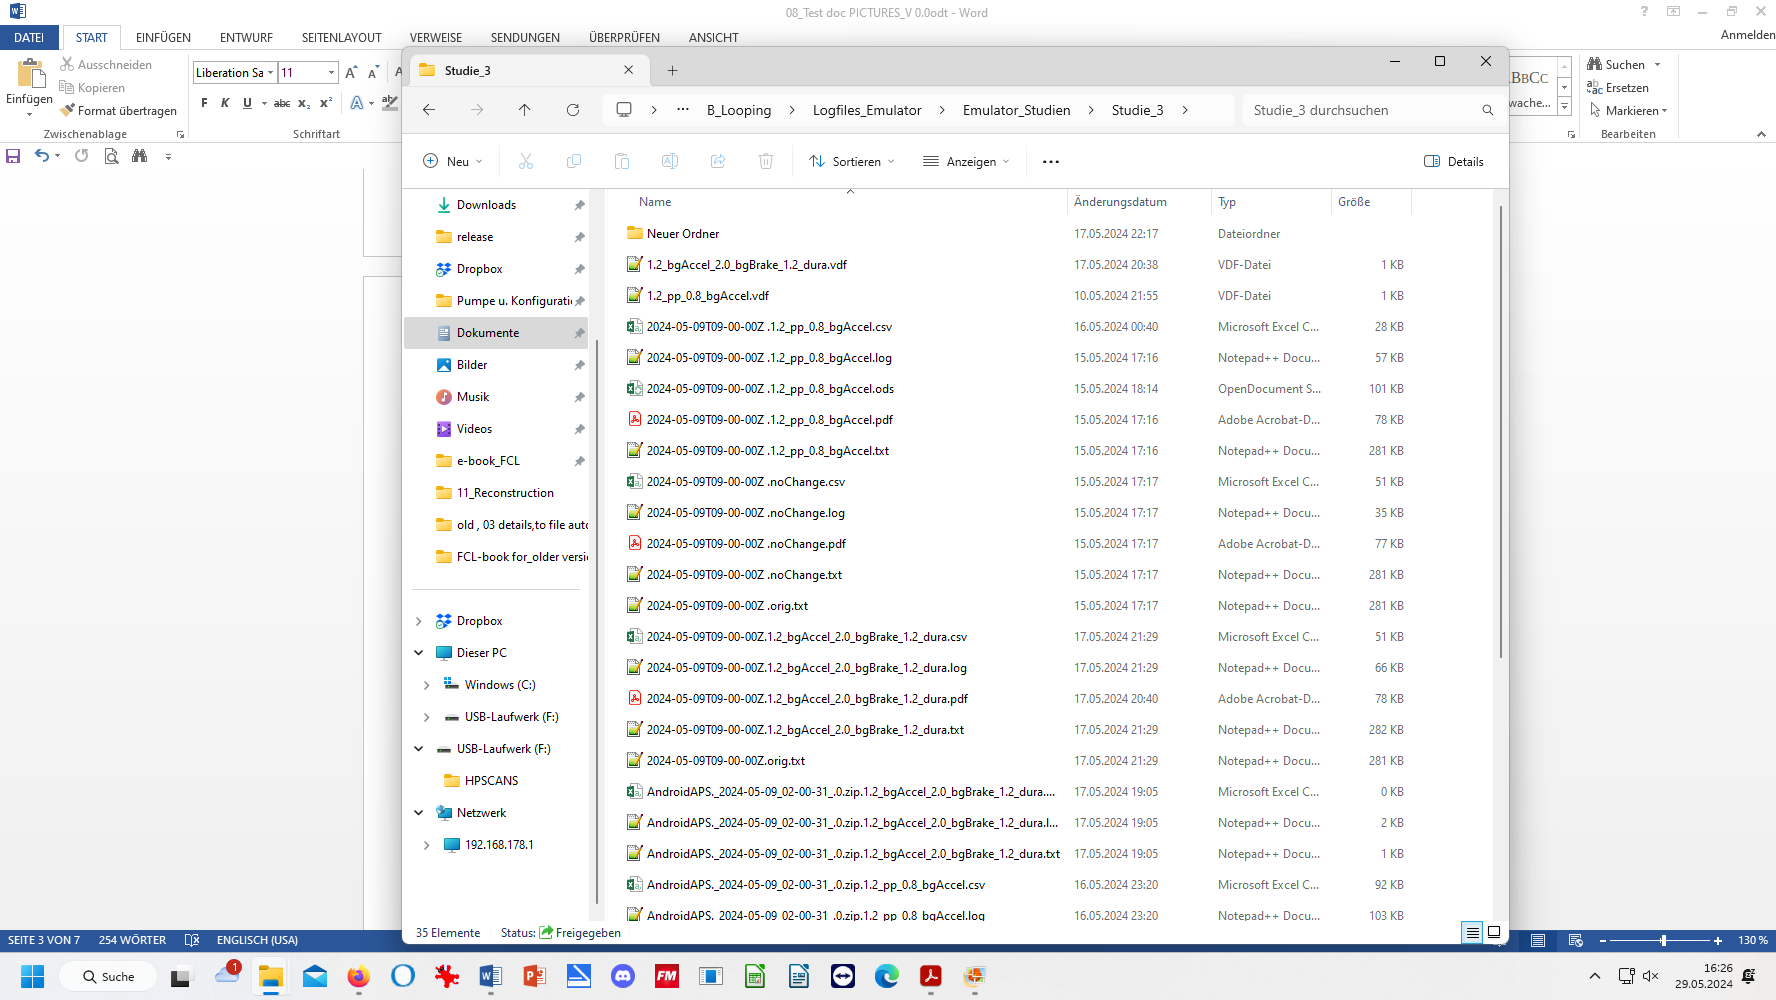 08_Test doc PICTURES_V 0.0odt - Word
DATEI START EINFÜGEN ENTWURF SEITENLAYOUT VERWEISE SENDUNGEN ÜBERPRÜFEN ANSICHT Anmelden
Einfügen
Ausschneiden
Kopieren
Format übertragen
Zwischenablage
Liberation Sa 11
F K U abc x₂ x²
Schriftart
wache...
Suchen
Ersetzen
Markieren
Bearbeiten
Studie_3
B_Looping Logfiles_Emulator Emulator_Studien Studie_3
Studie_3 durchsuchen
Neu Sortieren Anzeigen Details
Downloads
release
Dropbox
Pumpe u. Konfigurati
Dokumente
Bilder
Musik
Videos
e-book_FCL
11_Reconstruction
old , 03 details,to file auto
FCL-book for_older versi
Dropbox
Dieser PC
Windows (C:)
USB-Laufwerk (F:)
USB-Laufwerk (F:)
HPSCANS
Netzwerk
192.168.178.1
Name Änderungsdatum Typ Größe
Neuer Ordner 17.05.2024 22:17 Dateiordner
1.2_bgAccel_2.0_bgBrake_1.2_dura.vdf 17.05.2024 20:38 VDF-Datei 1 KB
1.2_pp_0.8_bgAccel.vdf 10.05.2024 21:55 VDF-Datei 1 KB
2024-05-09T09-00-00Z .1.2_pp_0.8_bgAccel.csv 16.05.2024 00:40 Microsoft Excel C... 28 KB
2024-05-09T09-00-00Z .1.2_pp_0.8_bgAccel.log 15.05.2024 17:16 Notepad++ Docu... 57 KB
2024-05-09T09-00-00Z .1.2_pp_0.8_bgAccel.ods 15.05.2024 18:14 OpenDocument S... 101 KB
2024-05-09T09-00-00Z .1.2_pp_0.8_bgAccel.pdf 15.05.2024 17:16 Adobe Acrobat-D... 78 KB
2024-05-09T09-00-00Z .1.2_pp_0.8_bgAccel.txt 15.05.2024 17:16 Notepad++ Docu... 281 KB
2024-05-09T09-00-00Z .noChange.csv 15.05.2024 17:17 Microsoft Excel C... 51 KB
2024-05-09T09-00-00Z .noChange.log 15.05.2024 17:17 Notepad++ Docu... 35 KB
2024-05-09T09-00-00Z .noChange.pdf 15.05.2024 17:17 Adobe Acrobat-D... 77 KB
2024-05-09T09-00-00Z .noChange.txt 15.05.2024 17:17 Notepad++ Docu... 281 KB
2024-05-09T09-00-00Z .orig.txt 15.05.2024 17:17 Notepad++ Docu... 281 KB
2024-05-09T09-00-00Z.1.2_bgAccel_2.0_bgBrake_1.2_dura.csv 17.05.2024 21:29 Microsoft Excel C... 51 KB
2024-05-09T09-00-00Z.1.2_bgAccel_2.0_bgBrake_1.2_dura.log 17.05.2024 21:29 Notepad++ Docu... 66 KB
2024-05-09T09-00-00Z.1.2_bgAccel_2.0_bgBrake_1.2_dura.pdf 17.05.2024 20:40 Adobe Acrobat-D... 78 KB
2024-05-09T09-00-00Z.1.2_bgAccel_2.0_bgBrake_1.2_dura.txt 17.05.2024 21:29 Notepad++ Docu... 282 KB
2024-05-09T09-00-00Z.orig.txt 17.05.2024 21:29 Notepad++ Docu... 281 KB
AndroidAPS._2024-05-09_02-00-31_.0.zip.1.2_bgAccel_2.0_bgBrake_1.2_dura.... 17.05.2024 19:05 Microsoft Excel C... 0 KB
AndroidAPS._2024-05-09_02-00-31_.0.zip.1.2_bgAccel_2.0_bgBrake_1.2_dura.l... 17.05.2024 19:05 Notepad++ Docu... 2 KB
AndroidAPS._2024-05-09_02-00-31_.0.zip.1.2_bgAccel_2.0_bgBrake_1.2_dura.txt 17.05.2024 19:05 Notepad++ Docu... 1 KB
AndroidAPS._2024-05-09_02-00-31_.0.zip.1.2_pp_0.8_bgAccel.csv 16.05.2024 23:20 Microsoft Excel C... 92 KB
AndroidAPS._2024-05-09_02-00-31_.0.zip.1.2_pp_0.8_bgAccel.log 16.05.2024 23:20 Notepad++ Docu... 103 KB
35 Elemente Status: Freigegeben
SEITE 3 VON 7 254 WÖRTER ENGLISCH (USA) 130 %
Suche 1 FM 16:26
29.05.2024